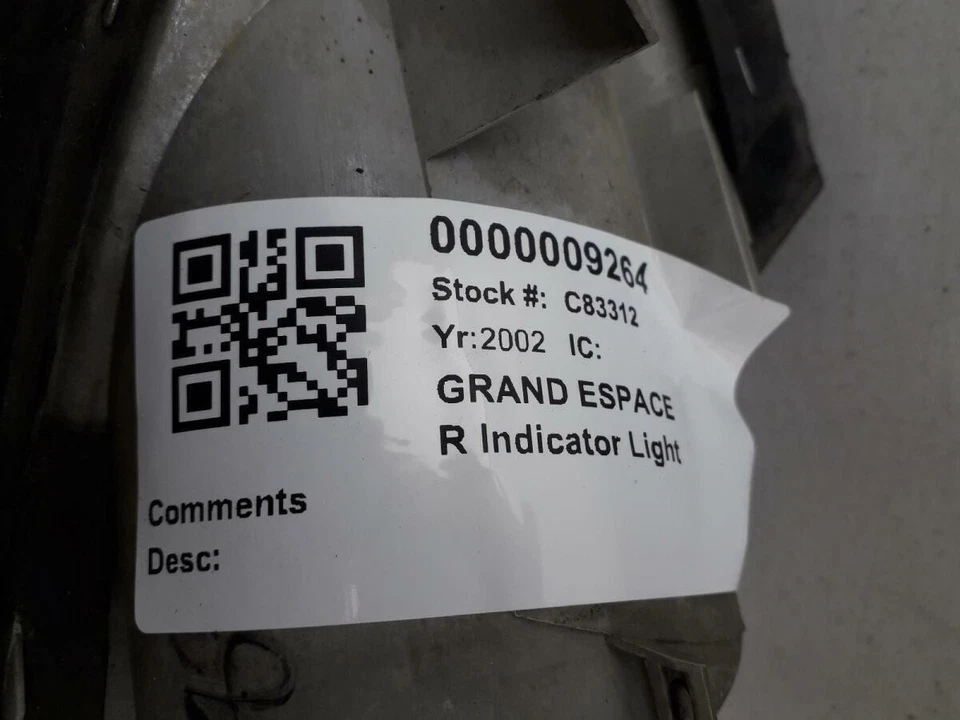 0000009264
Stock #: C83312
Yr:2002 IC:
GRAND ESPACE
R Indicator Light
Comments
Desc: